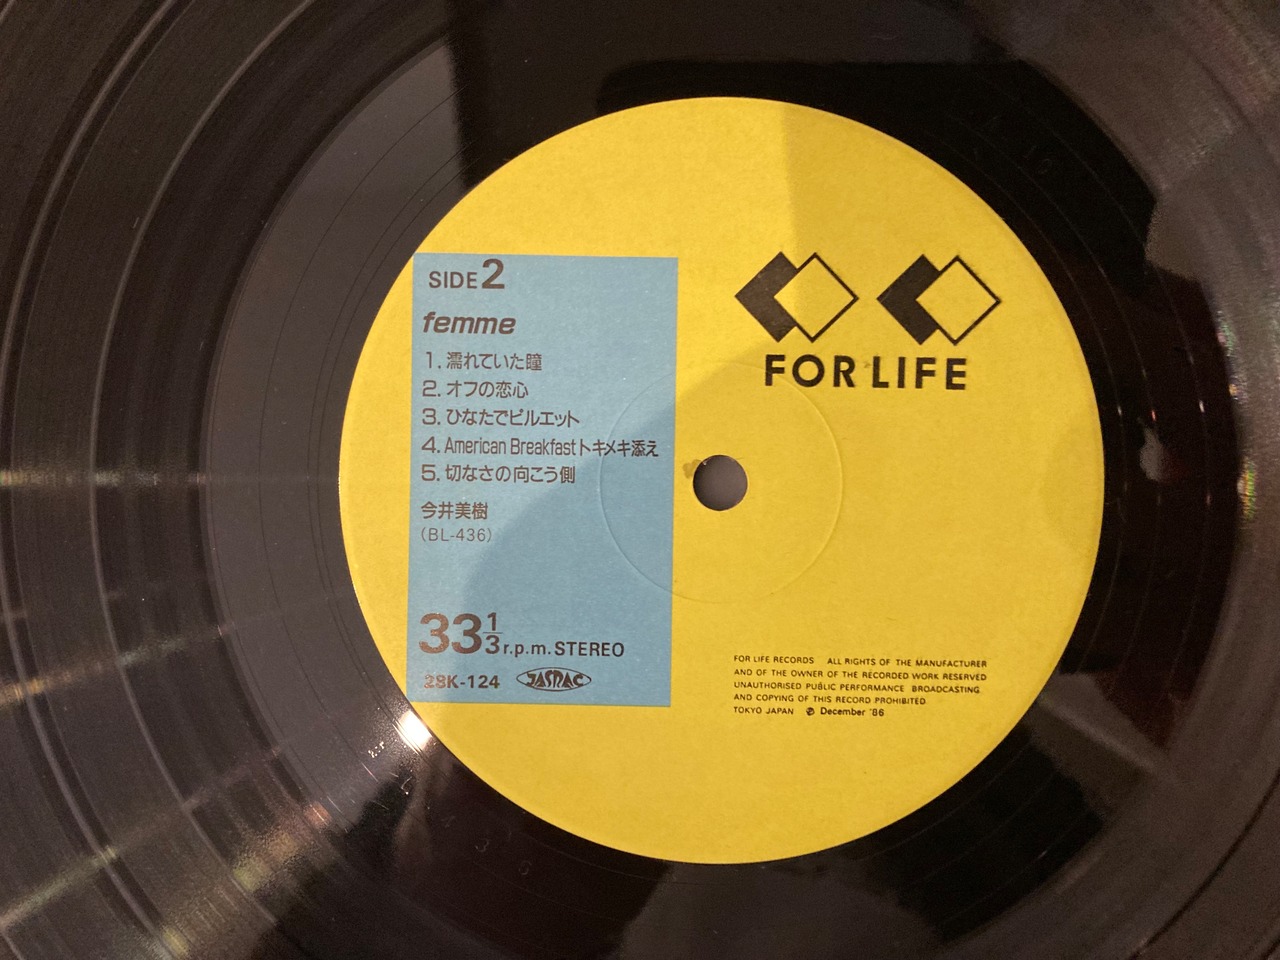 SIDE 2
femme
1. 濡れていた瞳
2. オフの恋心
3. ひなたでピルエット
4. American Breakfast トキメキ添え
5. 切なさの向こう側
今井美樹
(BL-436)
33 1/3 r.p.m. STEREO
28K-124 JASRAC
FOR LIFE
FOR LIFE RECORDS ALL RIGHTS OF THE MANUFACTURER
AND OF THE OWNER OF THE RECORDED WORK RESERVED
UNAUTHORISED PUBLIC PERFORMANCE BROADCASTING
AND COPYING OF THIS RECORD PROHIBITED
TOKYO JAPAN ℗ December '86